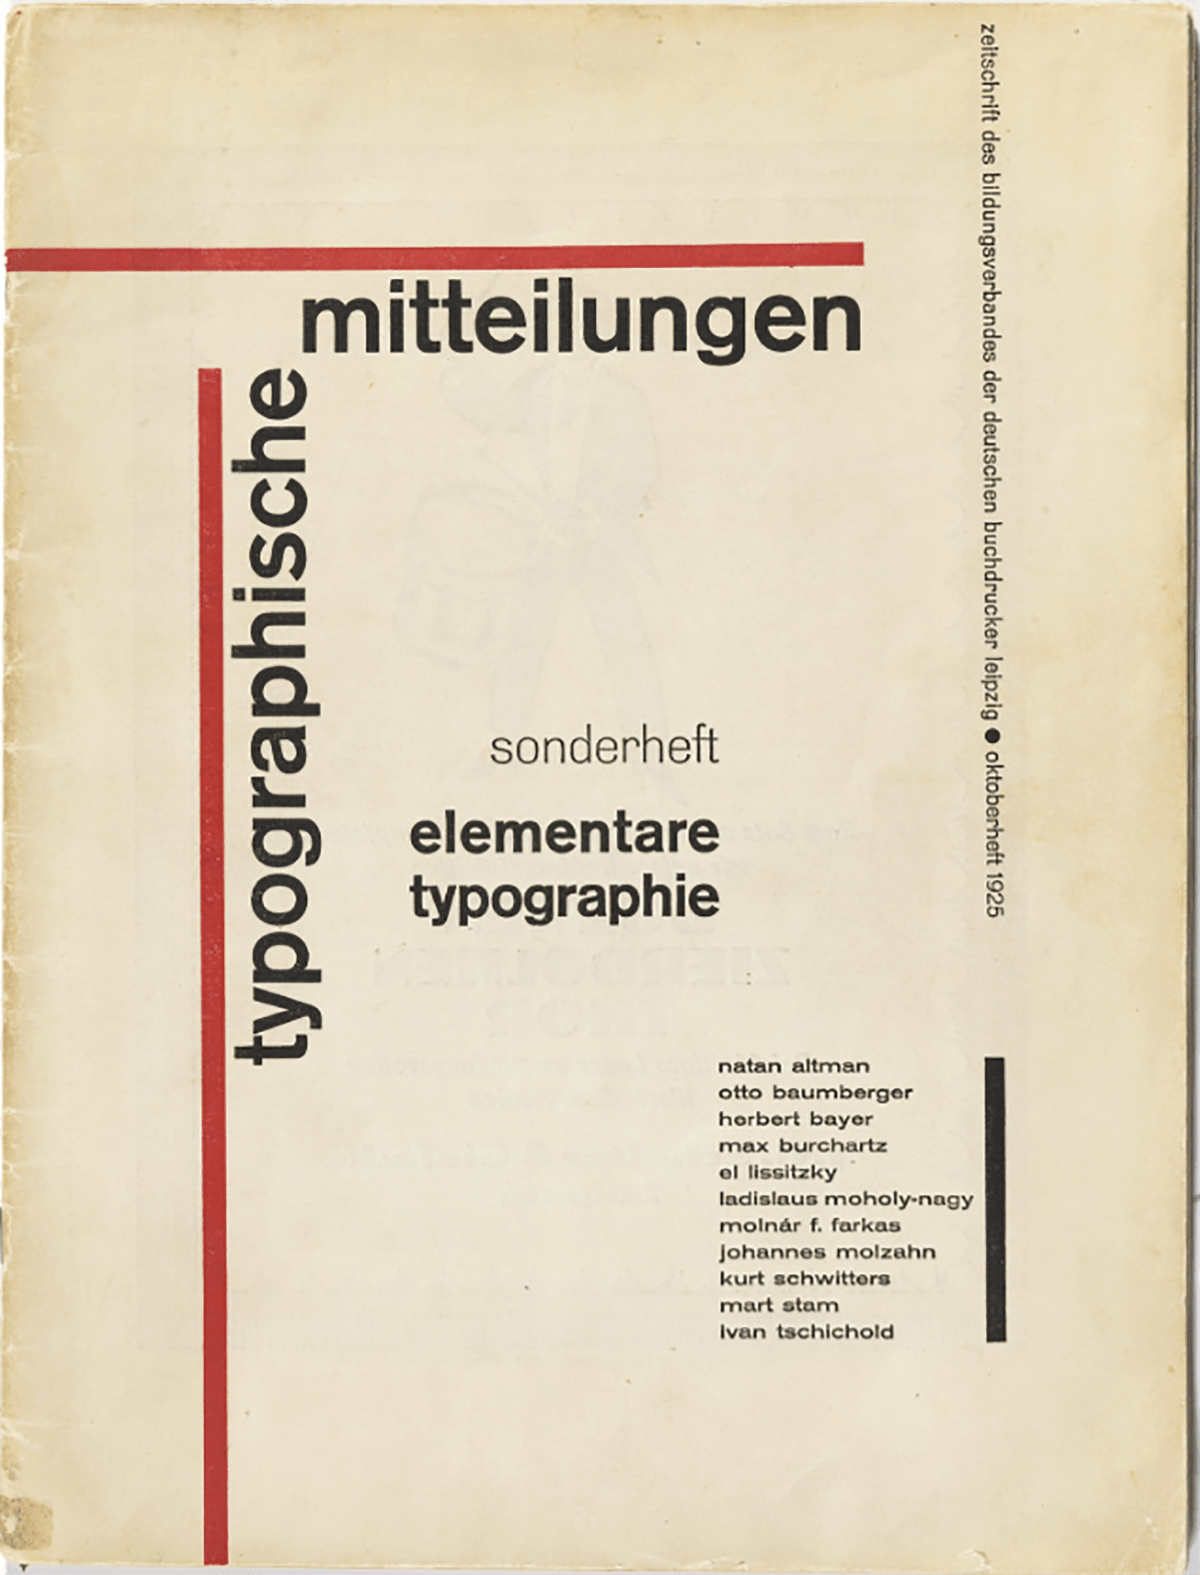 typographische
mitteilungen
zeitschrift des bildungsverbandes der deutschen buchdrucker leipzig ● oktoberheft 1925
sonderheft
elementare
typographie
natan altman
otto baumberger
herbert bayer
max burchartz
el lissitzky
ladislaus moholy-nagy
molnár f. farkas
johannes molzahn
kurt schwitters
mart stam
ivan tschichold